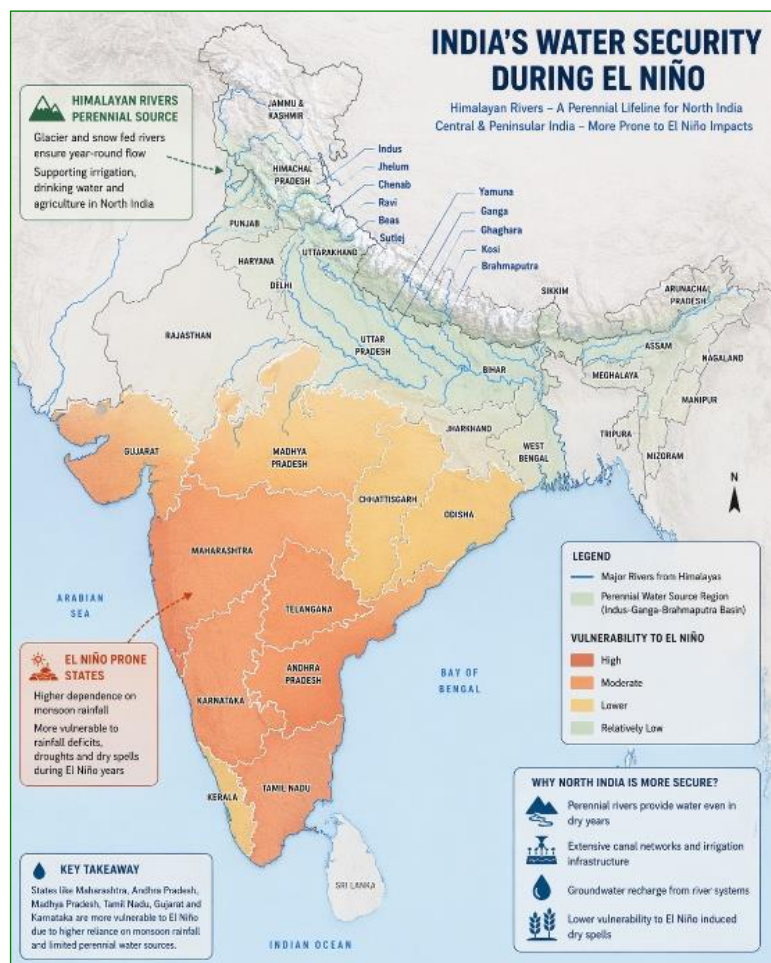 INDIA'S WATER SECURITY
DURING EL NIÑO
Himalayan Rivers – A Perennial Lifeline for North India
Central & Peninsular India – More Prone to El Niño Impacts
HIMALAYAN RIVERS
PERENNIAL SOURCE
Glacier and snow fed rivers
ensure year-round flow
Supporting irrigation,
drinking water and
agriculture in North India
JAMMU &
KASHMIR
HIMACHAL
PRADESH
PUNJAB
HARYANA
DELHI
UTTARAKHAND
RAJASTHAN
UTTAR
PRADESH
BIHAR
SIKKIM
ARUNACHAL
PRADESH
ASSAM
NAGALAND
MEGHALAYA
MANIPUR
TRIPURA
MIZORAM
JHARKHAND
WEST
BENGAL
Indus
Jhelum
Chenab
Ravi
Beas
Sutlej
Yamuna
Ganga
Ghaghara
Kosi
Brahmaputra
GUJARAT
MADHYA
PRADESH
CHHATTISGARH
ODISHA
MAHARASHTRA
TELANGANA
ANDHRA
PRADESH
KARNATAKA
KERALA
TAMIL NADU
SRI LANKA
ARABIAN
SEA
BAY OF
BENGAL
INDIAN OCEAN
N
LEGEND
Major Rivers from Himalayas
Perennial Water Source Region
(Indus-Ganga-Brahmaputra Basin)
VULNERABILITY TO EL NIÑO
High
Moderate
Lower
Relatively Low
EL NIÑO PRONE
STATES
Higher dependence on
monsoon rainfall
More vulnerable to
rainfall deficits,
droughts and dry spells
during El Niño years
KEY TAKEAWAY
States like Maharashtra, Andhra Pradesh,
Madhya Pradesh, Tamil Nadu, Gujarat and
Karnataka are more vulnerable to El Niño
due to higher reliance on monsoon rainfall
and limited perennial water sources.
WHY NORTH INDIA IS MORE SECURE?
Perennial rivers provide water even in
dry years
Extensive canal networks and irrigation
infrastructure
Groundwater recharge from river systems
Lower vulnerability to El Niño induced
dry spells